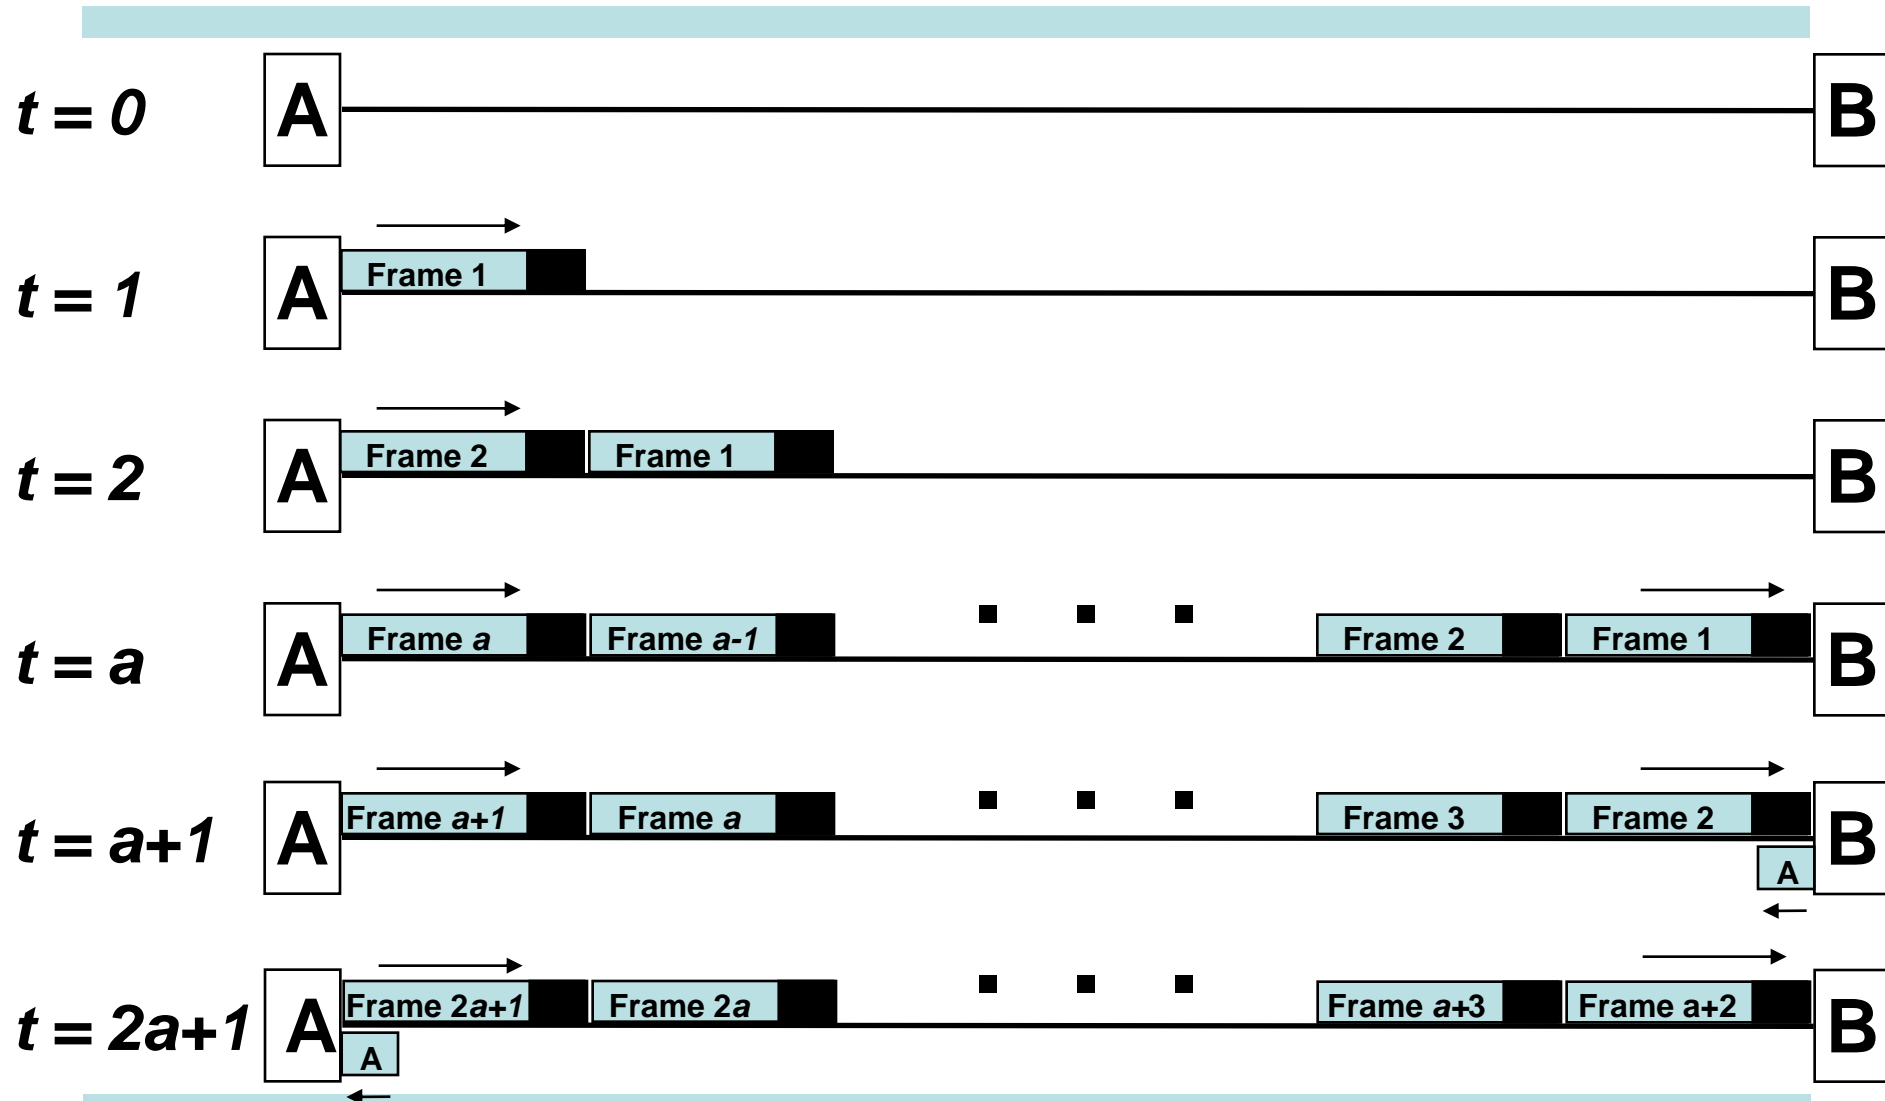 t = 0 A B
t = 1 A Frame 1 B
t = 2 A Frame 2 Frame 1 B
t = a A Frame a Frame a-1 Frame 2 Frame 1 B
t = a+1 A Frame a+1 Frame a Frame 3 Frame 2 B
A
t = 2a+1 A Frame 2a+1 Frame 2a Frame a+3 Frame a+2 B
A